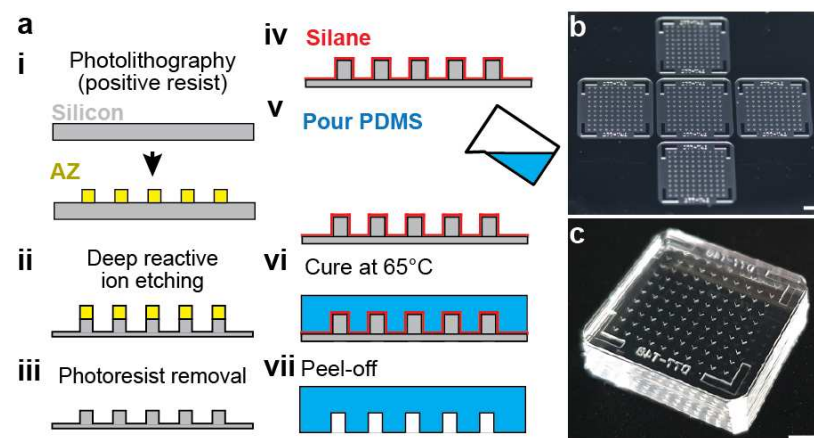 a
i
Photolithography
(positive resist)
Silicon
AZ
ii
Deep reactive
ion etching
iii
Photoresist removal
iv
Silane
v
Pour PDMS
vi
Cure at 65°C
vii
Peel-off
b
c